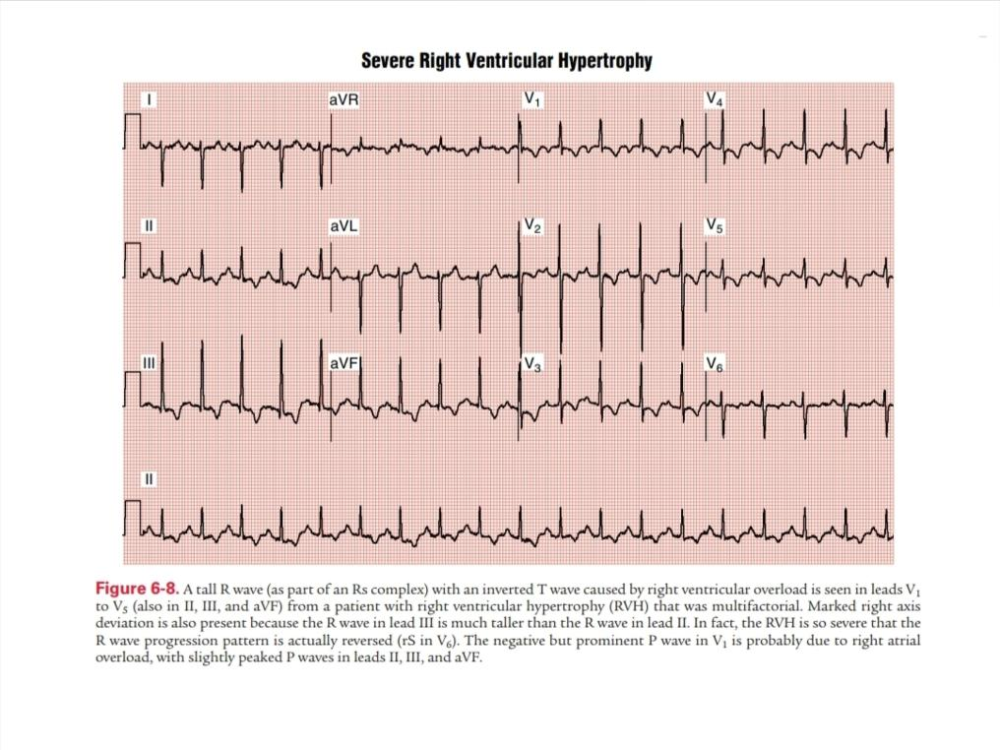 Severe Right Ventricular Hypertrophy
I aVR V₁ V₄
II aVL V₂ V₅
III aVF V₃ V₆
II
Figure 6-8. A tall R wave (as part of an Rs complex) with an inverted T wave caused by right ventricular overload is seen in leads V₁
to V₅ (also in II, III, and aVF) from a patient with right ventricular hypertrophy (RVH) that was multifactorial. Marked right axis
deviation is also present because the R wave in lead III is much taller than the R wave in lead II. In fact, the RVH is so severe that the
R wave progression pattern is actually reversed (rS in V₆). The negative but prominent P wave in V₁ is probably due to right atrial
overload, with slightly peaked P waves in leads II, III, and aVF.